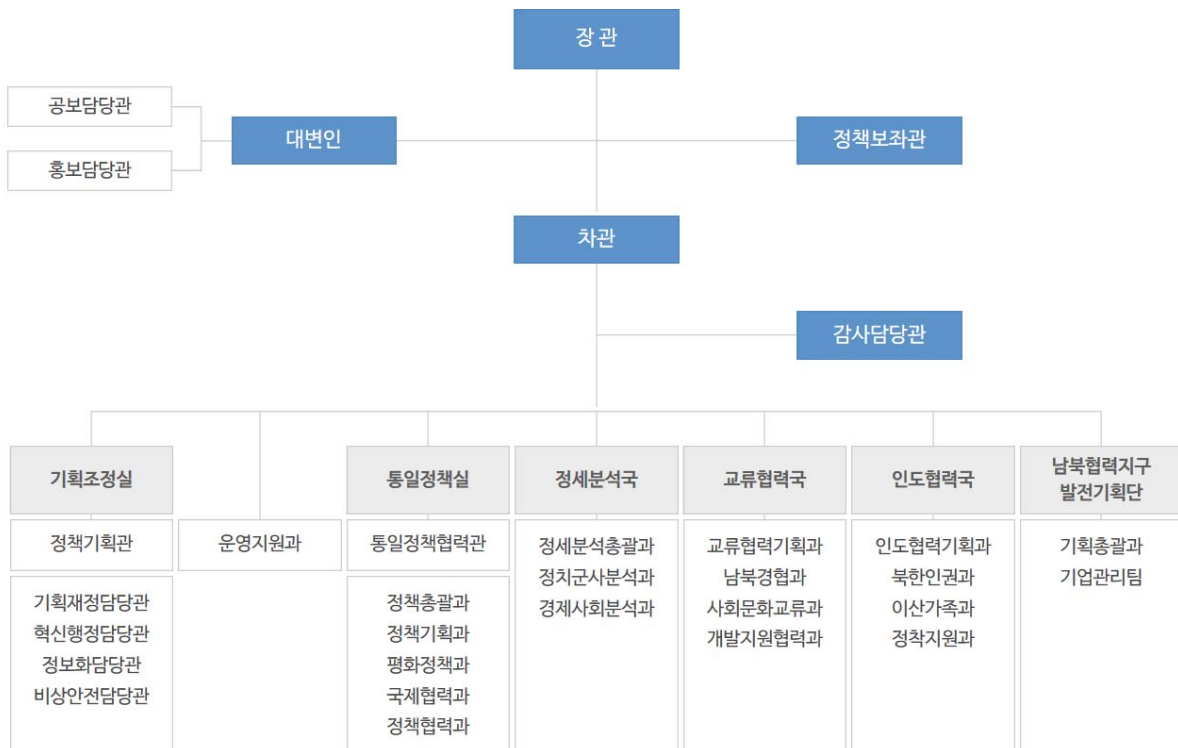 장 관
공보담당관
홍보담당관
대변인
정책보좌관
차관
감사담당관
기획조정실
정책기획관
기획재정담당관
혁신행정담당관
정보화담당관
비상안전담당관
운영지원과
통일정책실
통일정책협력관
정책총괄과
정책기획과
평화정책과
국제협력과
정책협력과
정세분석국
정세분석총괄과
정치군사분석과
경제사회분석과
교류협력국
교류협력기획과
남북경협과
사회문화교류과
개발지원협력과
인도협력국
인도협력기획과
북한인권과
이산가족과
정착지원과
남북협력지구
발전기획단
기획총괄과
기업관리팀